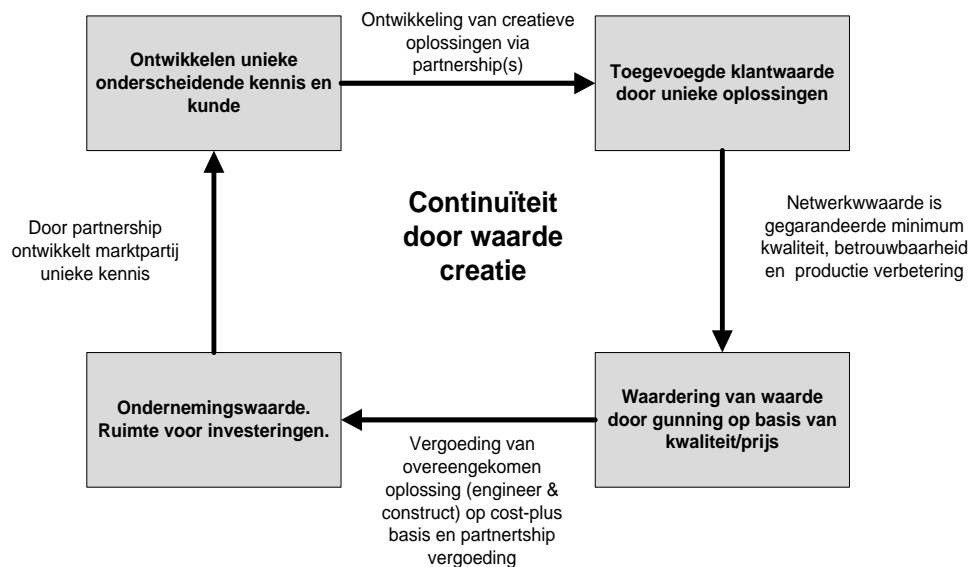 Ontwikkelen unieke
onderscheidende kennis en
kunde
Ontwikkeling van creatieve
oplossingen via
partnership(s)
Toegevoegde klantwaarde
door unieke oplossingen
Continuïteit
door waarde
creatie
Door partnership
ontwikkelt marktpartij
unieke kennis
Netwerkwwaarde is
gegarandeerde minimum
kwaliteit, betrouwbaarheid
en productie verbetering
Ondernemingswaarde.
Ruimte voor investeringen.
Vergoeding van
overeengekomen
oplossing (engineer &
construct) op cost-plus
basis en partnertship
vergoeding
Waardering van waarde
door gunning op basis van
kwaliteit/prijs